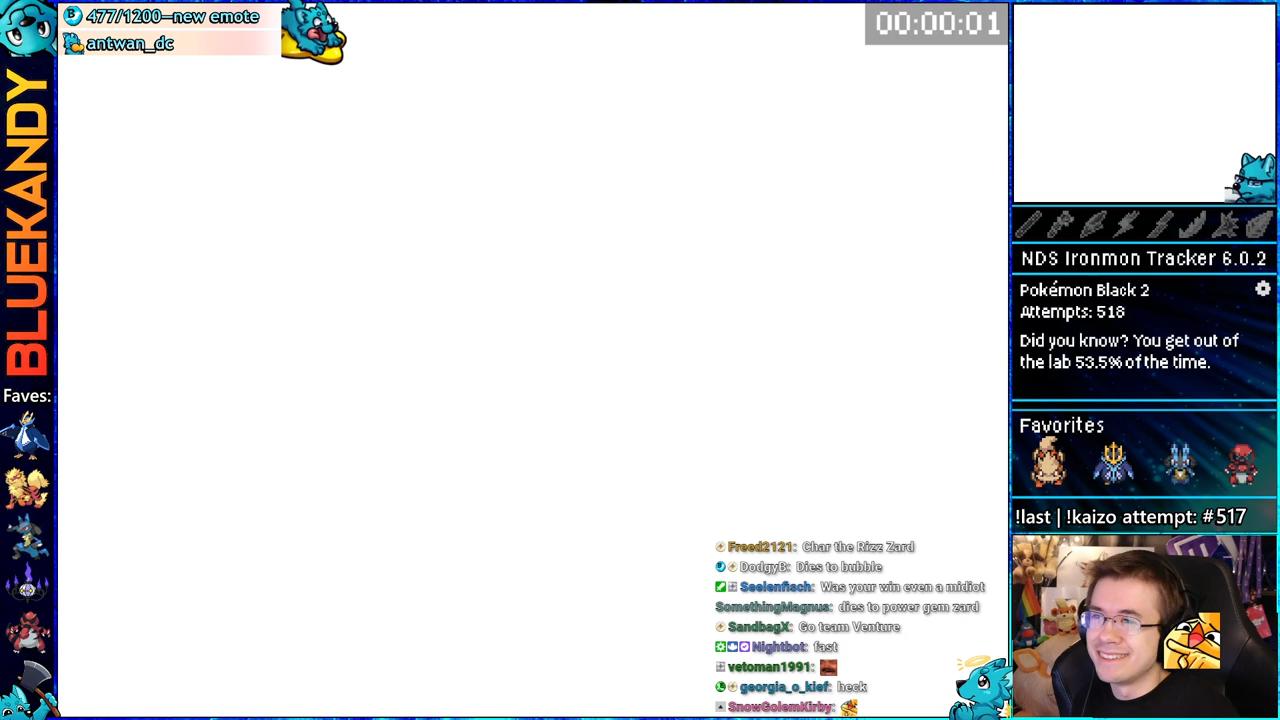 477/1200—new emote
antwan_dc
00:00:01
BLUEKANDY
Faves:
NDS Ironmon Tracker 6.0.2
Pokémon Black 2
Attempts: 518
Did you know? You get out of
the lab 53.5% of the time.
Favorites
!last | !kaizo attempt: #517
Freed2121: Char the Rizz Zard
DodgyB: Dies to bubble
Seelenfisch: Was your win even a midiot
SomethingMagnus: dies to power gem zard
SandbagX: Go team Venture
Nightbot: fast
vetoman1991:
georgia_o_kief: heck
SnowGolemKirby: